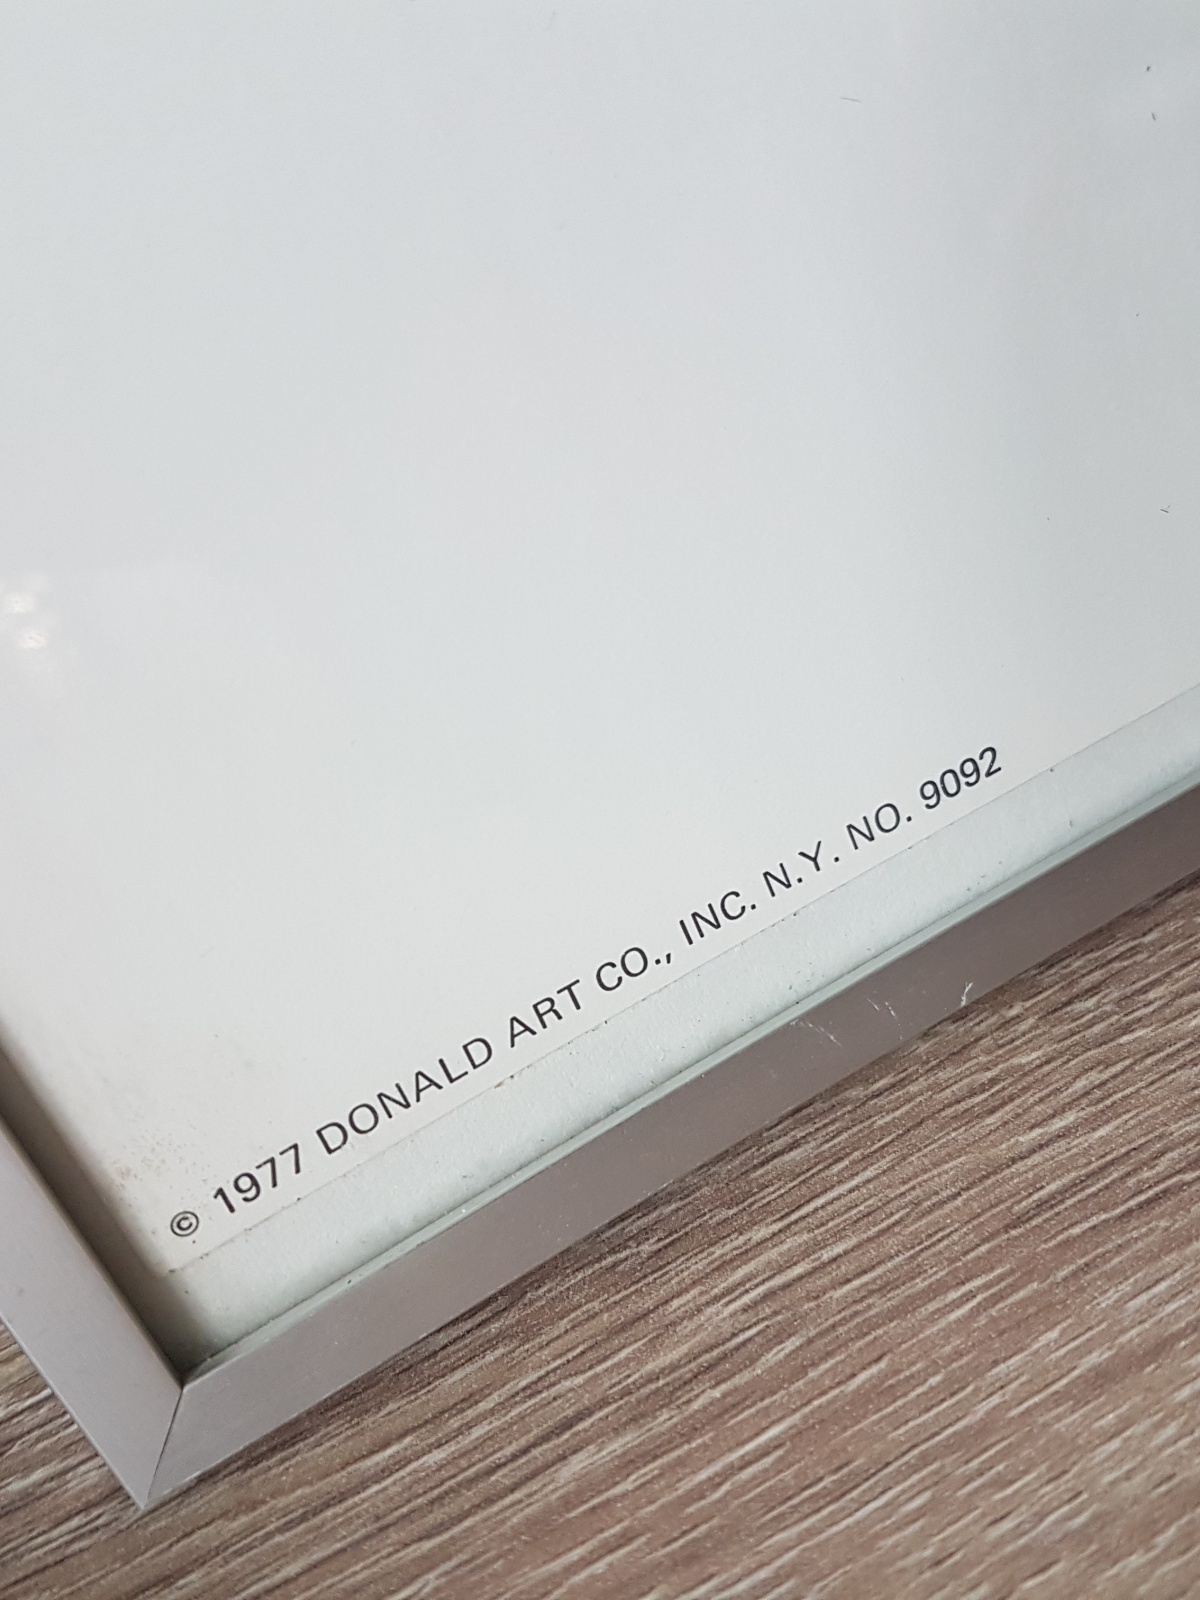 © 1977 DONALD ART CO., INC. N.Y. NO. 9092